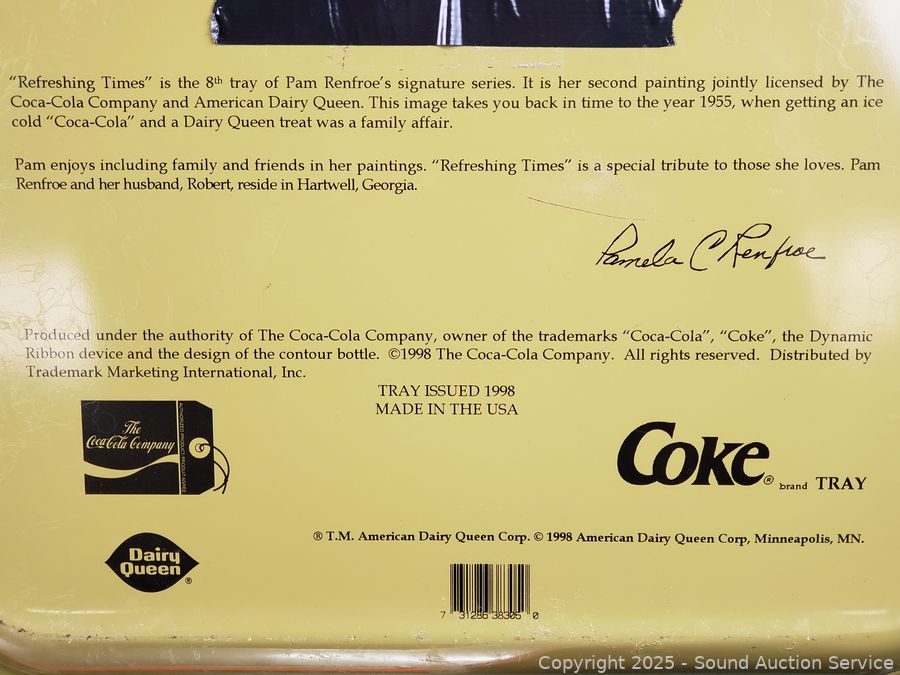 “Refreshing Times” is the 8th tray of Pam Renfroe’s signature series. It is her second painting jointly licensed by The
Coca-Cola Company and American Dairy Queen. This image takes you back in time to the year 1955, when getting an ice
cold “Coca-Cola” and a Dairy Queen treat was a family affair.
Pam enjoys including family and friends in her paintings. “Refreshing Times” is a special tribute to those she loves. Pam
Renfroe and her husband, Robert, reside in Hartwell, Georgia.
Pamela C Renfroe
Produced under the authority of The Coca-Cola Company, owner of the trademarks “Coca-Cola”, “Coke”, the Dynamic
Ribbon device and the design of the contour bottle. ©1998 The Coca-Cola Company. All rights reserved. Distributed by
Trademark Marketing International, Inc.
TRAY ISSUED 1998
MADE IN THE USA
The
Coca-Cola Company
Coke® brand TRAY
® T.M. American Dairy Queen Corp. © 1998 American Dairy Queen Corp, Minneapolis, MN.
Dairy
Queen®
7 31286 38305 0
Copyright 2025 - Sound Auction Service